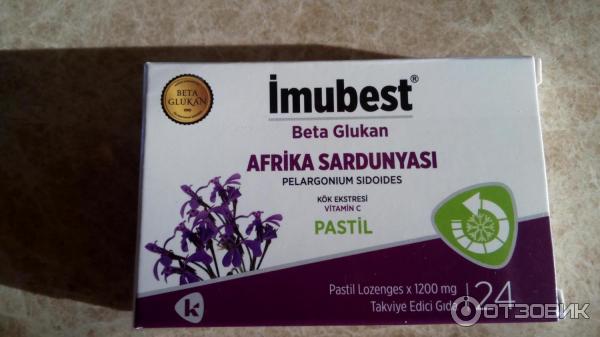 BETA
GLUKAN
İmubest®
Beta Glukan
AFRİKA SARDUNYASI
PELARGONIUM SIDOIDES
KÖK EKSTRESİ
VİTAMİN C
PASTİL
Pastil Lozenges x 1200 mg
Takviye Edici Gıda
24
k
ОТЗОВИК